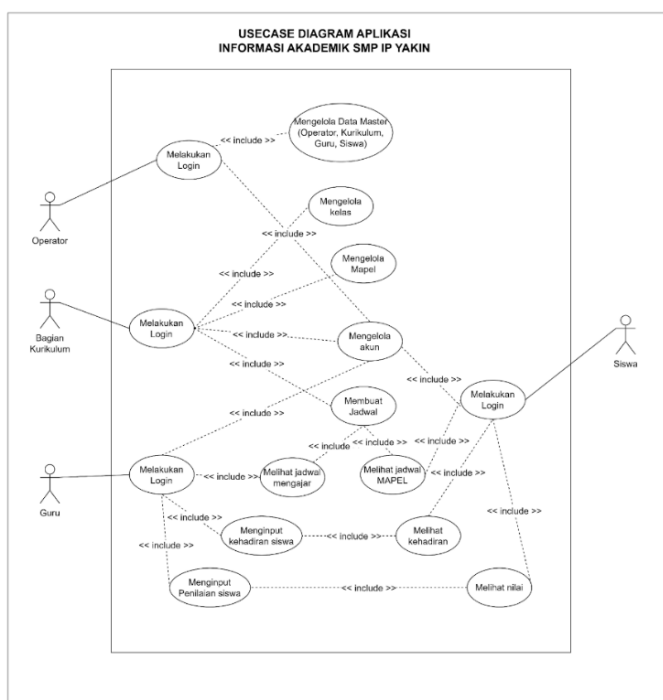 USECASE DIAGRAM APLIKASI
INFORMASI AKADEMIK SMP IP YAKIN
Mengelola Data Master
(Operator, Kurikulum,
Guru, Siswa)
<< include >>
Melakukan
Login
Operator
Mengelola
kelas
<< include >>
Mengelola
Mapel
<< include >>
Bagian
Kurikulum
Melakukan
Login
<< include >>
Mengelola
akun
Siswa
<< include >>
<< include >>
Melakukan
Login
Membuat
Jadwal
<< include >>
<< include
<< include >>
<< include >>
<< include >>
Guru
Melakukan
Login
<< include >>
Melihat jadwal
mengajar
Melihat jadwal
MAPEL
<< include >>
<< include >>
<< include >>
Menginput
kehadiran siswa
<< include >>
Melihat
kehadiran
<< include >>
Menginput
Penilaian siswa
<< include >>
Melihat nilai